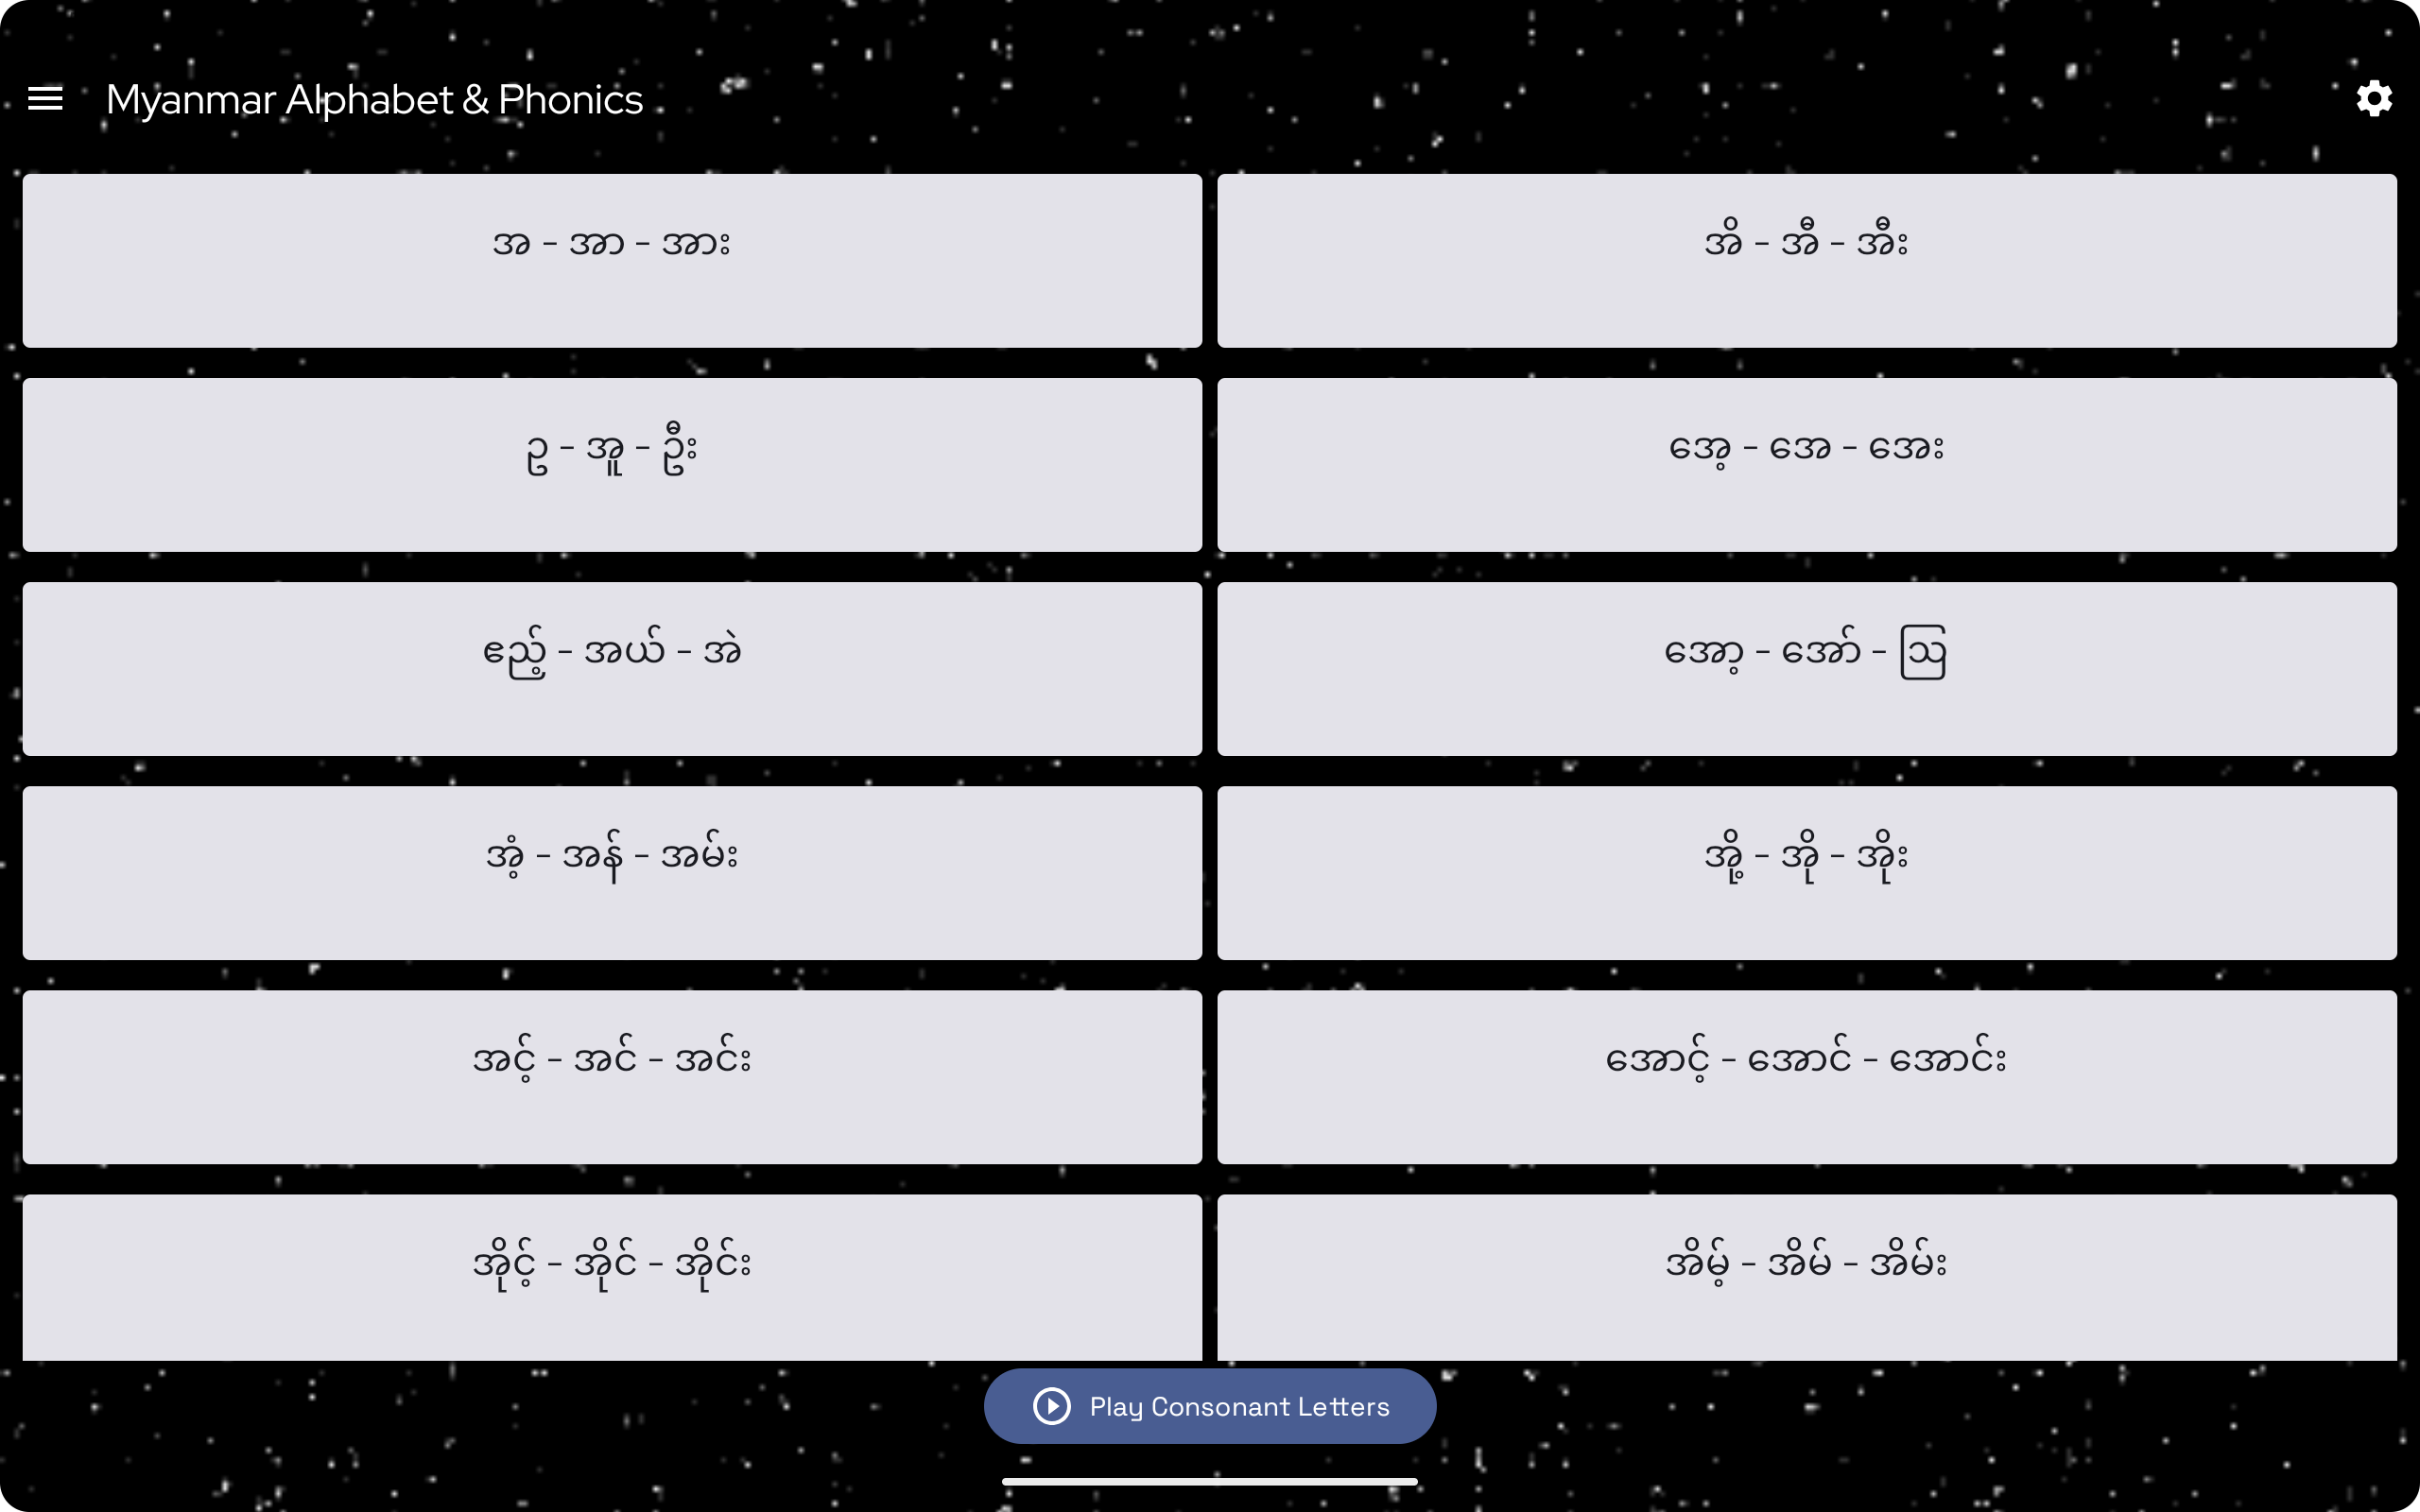 Myanmar Alphabet & Phonics
အ - အာ - အား
အိ - အီ - အီး
ဥ - အူ - ဦး
အေ့ - အေ - အေး
ဧည့် - အယ် - အဲ
အော့ - အော် - ဩ
အံ့ - အန် - အမ်း
အို့ - အို - အိုး
အင့် - အင် - အင်း
အောင့် - အောင် - အောင်း
အိုင့် - အိုင် - အိုင်း
အိမ့် - အိမ် - အိမ်း
Play Consonant Letters